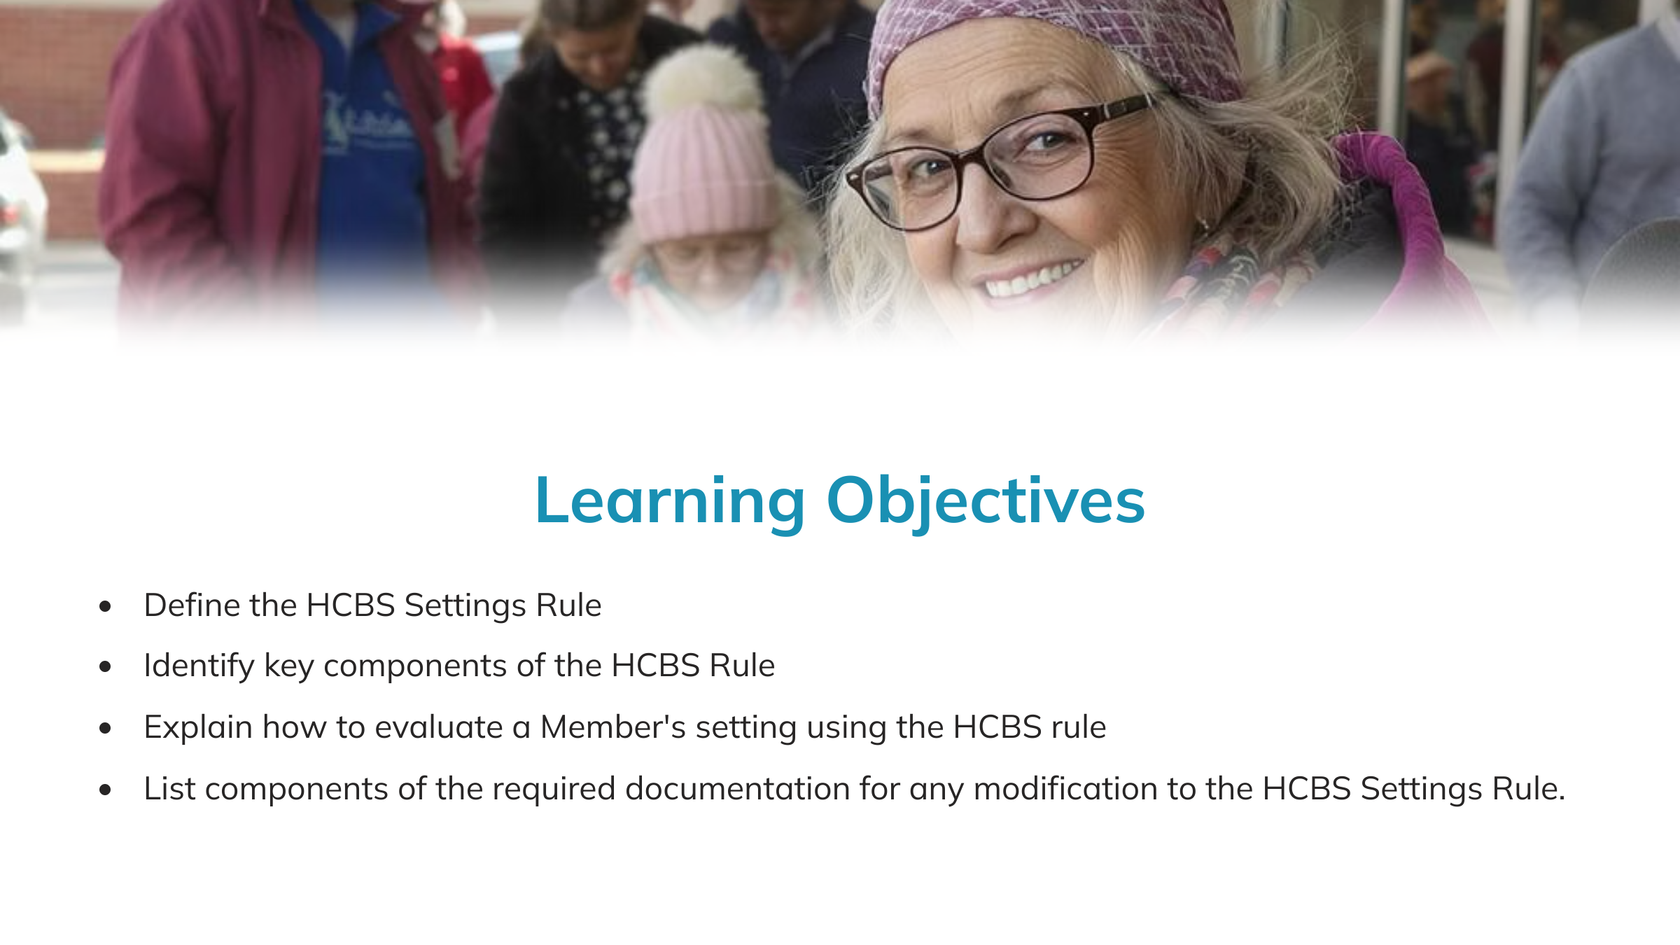 Learning Objectives
• Define the HCBS Settings Rule
• Identify key components of the HCBS Rule
• Explain how to evaluate a Member's setting using the HCBS rule
• List components of the required documentation for any modification to the HCBS Settings Rule.